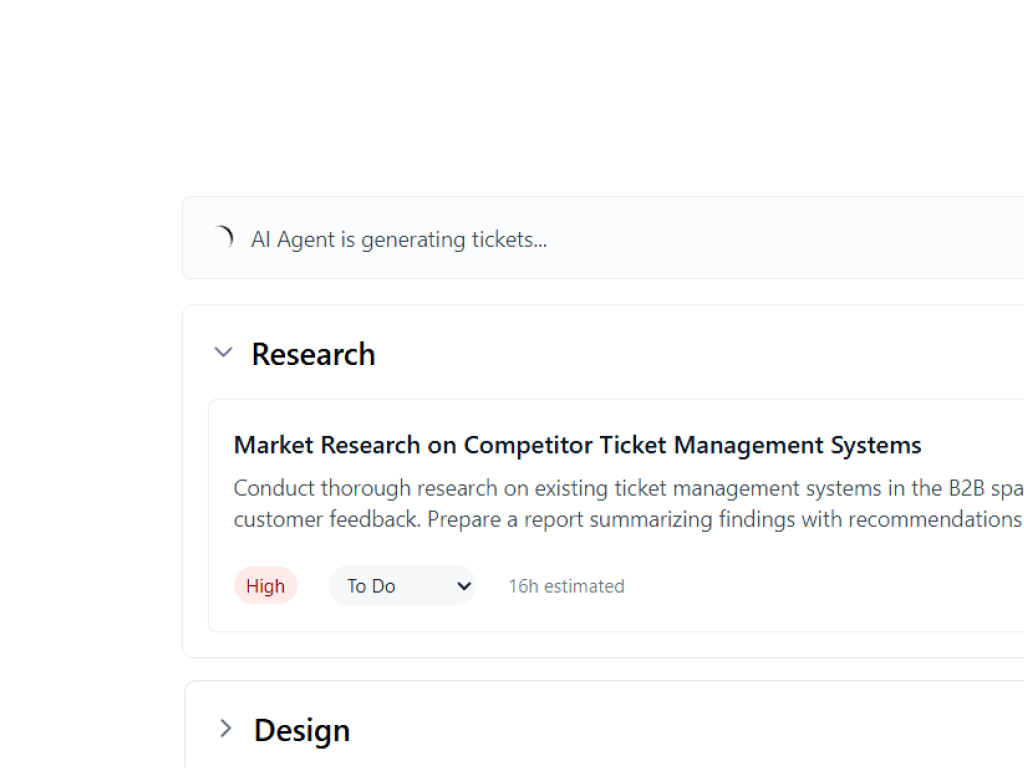 AI Agent is generating tickets...
Research
Market Research on Competitor Ticket Management Systems
Conduct thorough research on existing ticket management systems in the B2B spa
customer feedback. Prepare a report summarizing findings with recommendations
High
To Do
16h estimated
Design